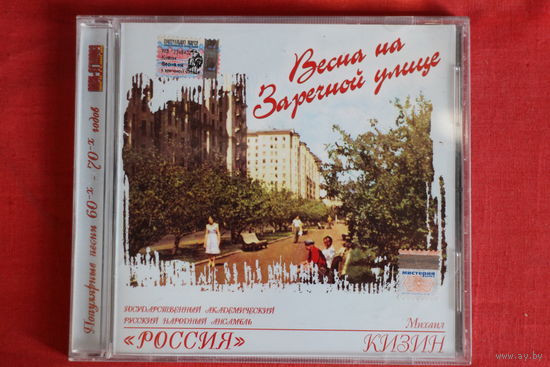 Весна на
Заречной улице
Популярные песни 60-х - 70-х годов
мистерия
ГОСУДАРСТВЕННЫЙ АКАДЕМИЧЕСКИЙ
РУССКИЙ НАРОДНЫЙ АНСАМБЛЬ
«РОССИЯ»
Михаил
КИЗИН
www.ay.by